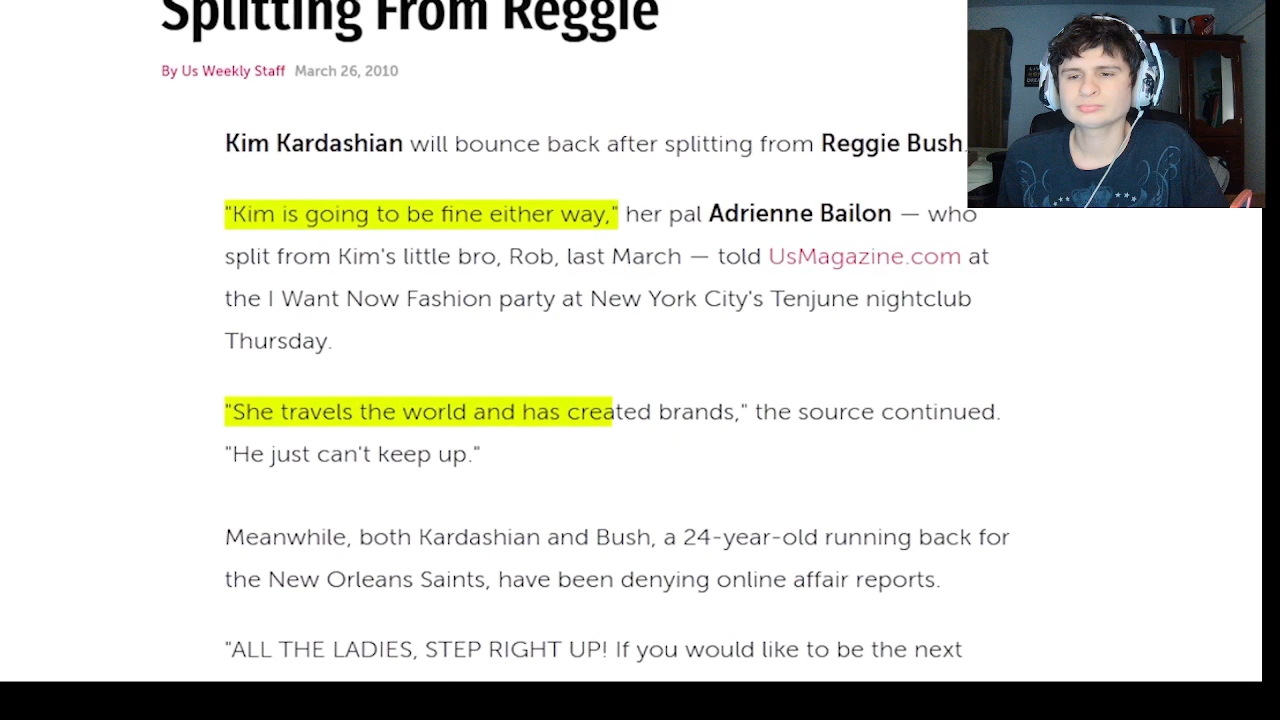 Splitting From Reggie
By Us Weekly Staff March 26, 2010
Kim Kardashian will bounce back after splitting from Reggie Bush.
"Kim is going to be fine either way," her pal Adrienne Bailon — who
split from Kim's little bro, Rob, last March — told UsMagazine.com at
the I Want Now Fashion party at New York City's Tenjune nightclub
Thursday.
"She travels the world and has created brands," the source continued.
"He just can't keep up."
Meanwhile, both Kardashian and Bush, a 24-year-old running back for
the New Orleans Saints, have been denying online affair reports.
"ALL THE LADIES, STEP RIGHT UP! If you would like to be the next